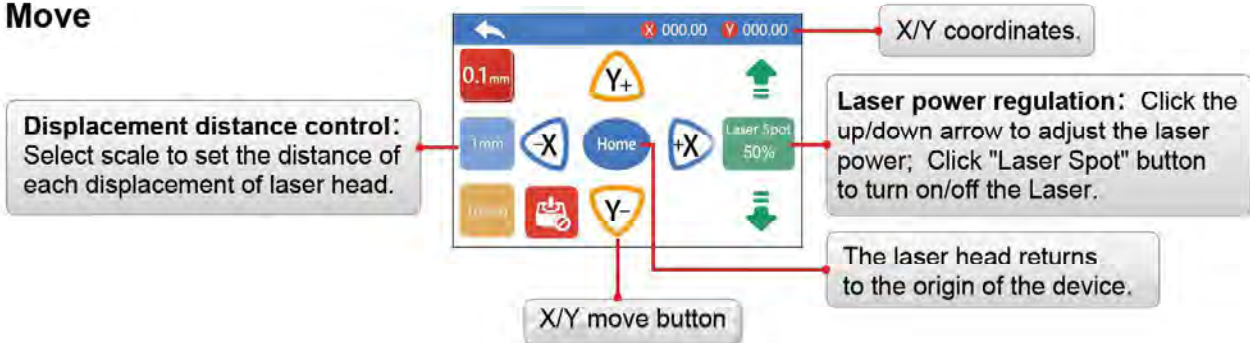 Move
X 000.00 Y 000.00
X/Y coordinates.
0.1mm
Y+
Displacement distance control:
Select scale to set the distance of
each displacement of laser head.
1mm
-X
Home
+X
Laser Spot
50%
Laser power regulation: Click the
up/down arrow to adjust the laser
power; Click "Laser Spot" button
to turn on/off the Laser.
Y-
The laser head returns
to the origin of the device.
X/Y move button